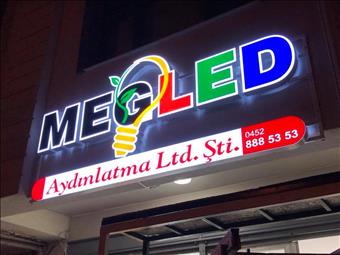 MEGLED
Aydınlatma Ltd. Şti.
0452
888 53 53